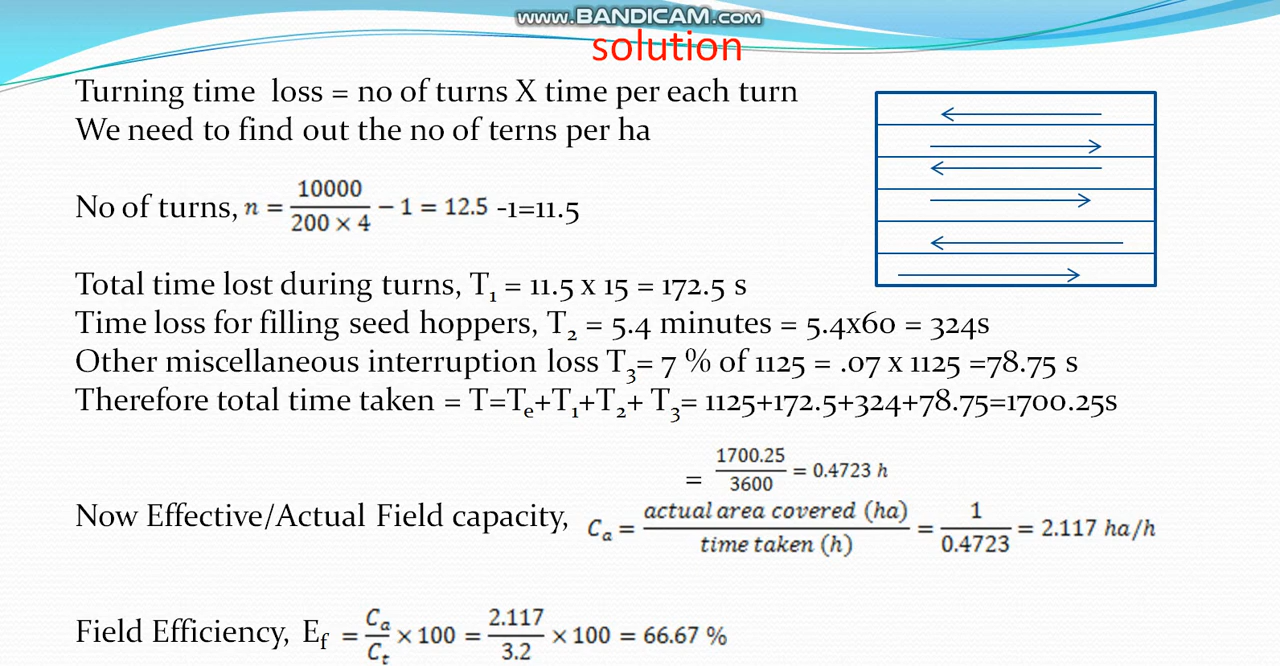 www.BANDICAM.com
solution
Turning time loss = no of turns X time per each turn
We need to find out the no of terns per ha
No of turns, n = 10000 / 200 × 4 − 1 = 12.5 -1=11.5
Total time lost during turns, T₁ = 11.5 x 15 = 172.5 s
Time loss for filling seed hoppers, T₂ = 5.4 minutes = 5.4x60 = 324s
Other miscellaneous interruption loss T₃= 7 % of 1125 = .07 x 1125 =78.75 s
Therefore total time taken = T=Tₑ+T₁+T₂+ T₃= 1125+172.5+324+78.75=1700.25s
= 1700.25 / 3600 = 0.4723 h
Now Effective/Actual Field capacity, Cₐ = actual area covered (ha) / time taken (h) = 1 / 0.4723 = 2.117 ha/h
Field Efficiency, E_f = Cₐ / Cₜ × 100 = 2.117 / 3.2 × 100 = 66.67 %